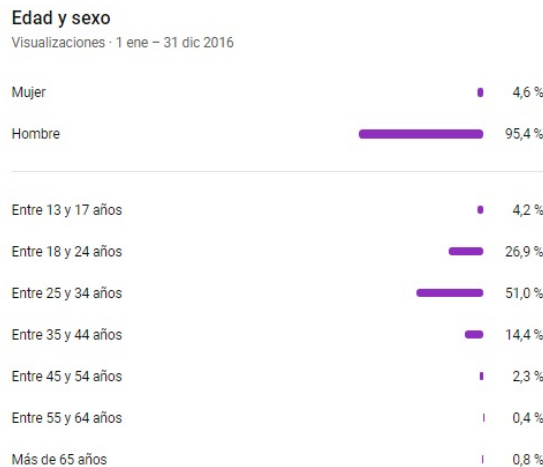 Edad y sexo
Visualizaciones · 1 ene – 31 dic 2016
Mujer 4,6 %
Hombre 95,4 %
Entre 13 y 17 años 4,2 %
Entre 18 y 24 años 26,9 %
Entre 25 y 34 años 51,0 %
Entre 35 y 44 años 14,4 %
Entre 45 y 54 años 2,3 %
Entre 55 y 64 años 0,4 %
Más de 65 años 0,8 %